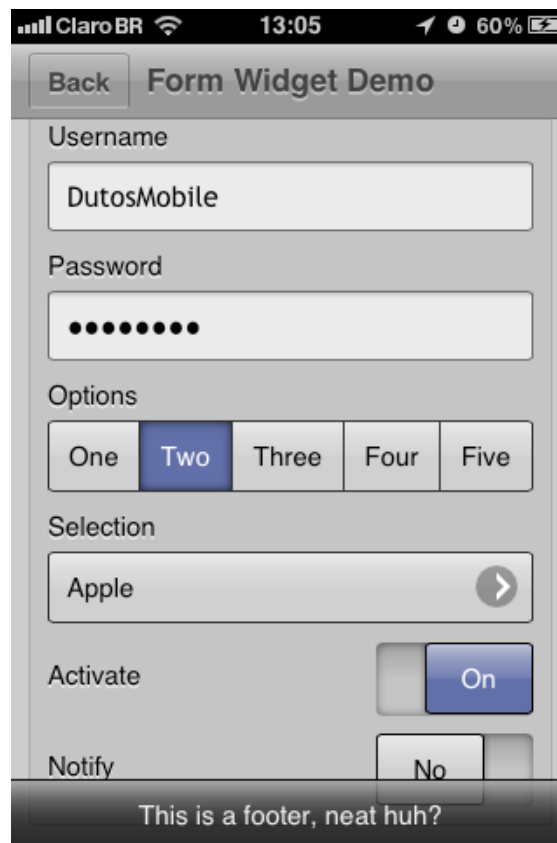 Claro BR 13:05 60%
Back Form Widget Demo
Username
DutosMobile
Password
••••••••
Options
One Two Three Four Five
Selection
Apple
Activate On
Notify No
This is a footer, neat huh?